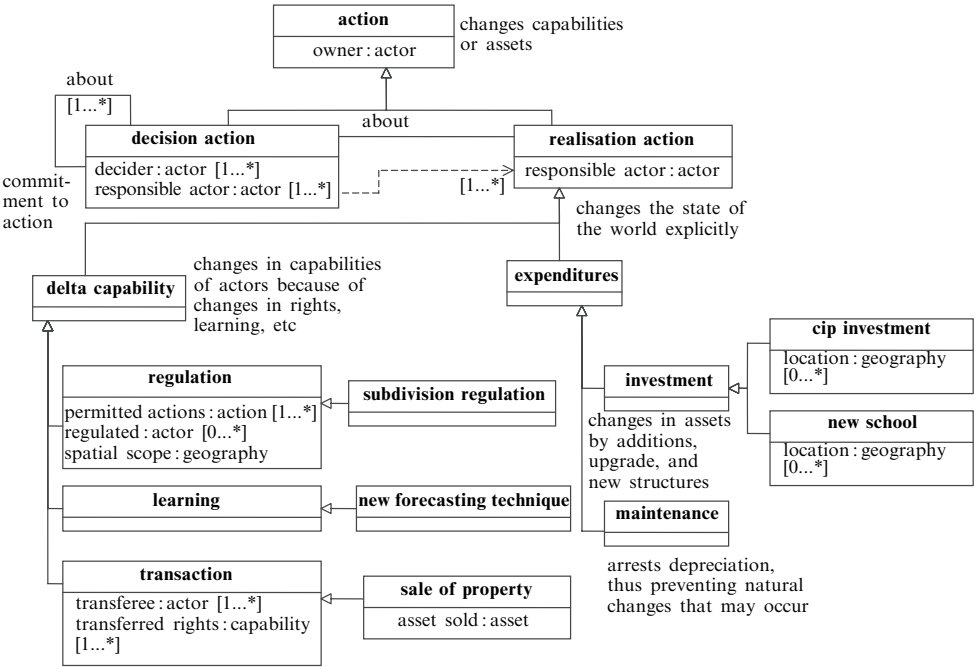 action
owner : actor
changes capabilities
or assets
about
[1...*]
about
decision action
decider : actor [1...*]
responsible actor : actor [1...*]
commit-
ment to
action
realisation action
responsible actor : actor
[1...*]
changes the state of
the world explicitly
delta capability
changes in capabilities
of actors because of
changes in rights,
learning, etc
expenditures
regulation
permitted actions : action [1...*]
regulated : actor [0...*]
spatial scope : geography
subdivision regulation
learning
new forecasting technique
transaction
transferee : actor [1...*]
transferred rights : capability
[1...*]
sale of property
asset sold : asset
investment
changes in assets
by additions,
upgrade, and
new structures
cip investment
location : geography
[0...*]
new school
location : geography
[0...*]
maintenance
arrests depreciation,
thus preventing natural
changes that may occur